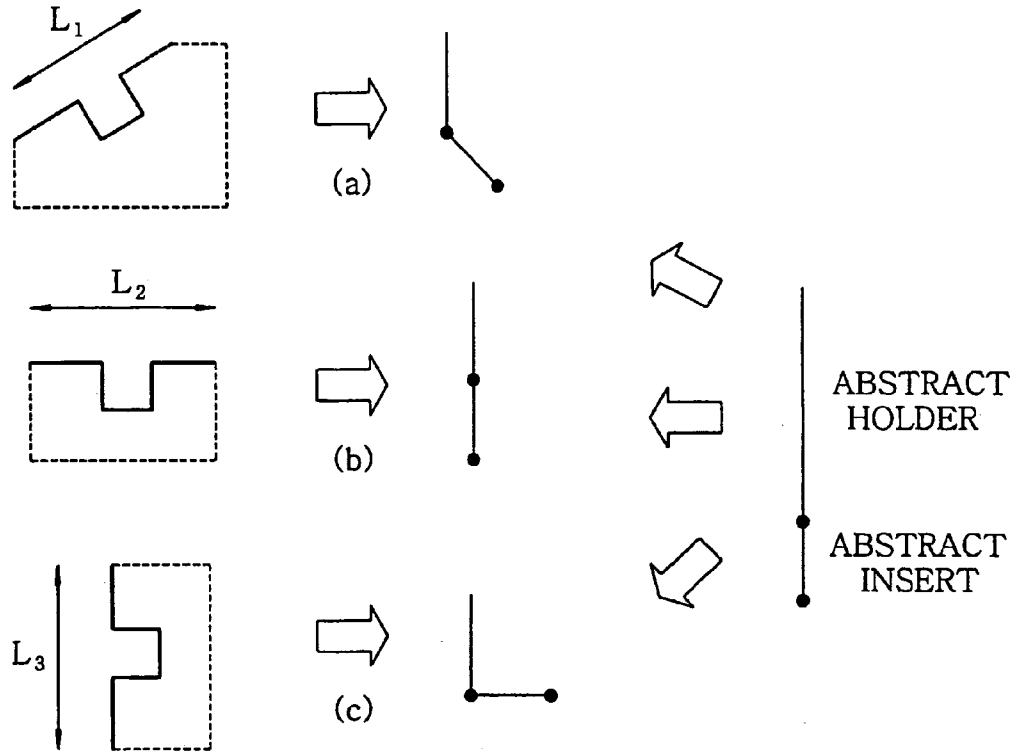 L1
(a)
L2
(b)
ABSTRACT
HOLDER
ABSTRACT
INSERT
L3
(c)